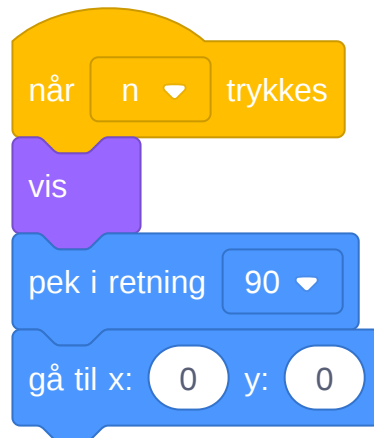 når n trykkes
vis
pek i retning 90
gå til x: 0 y: 0